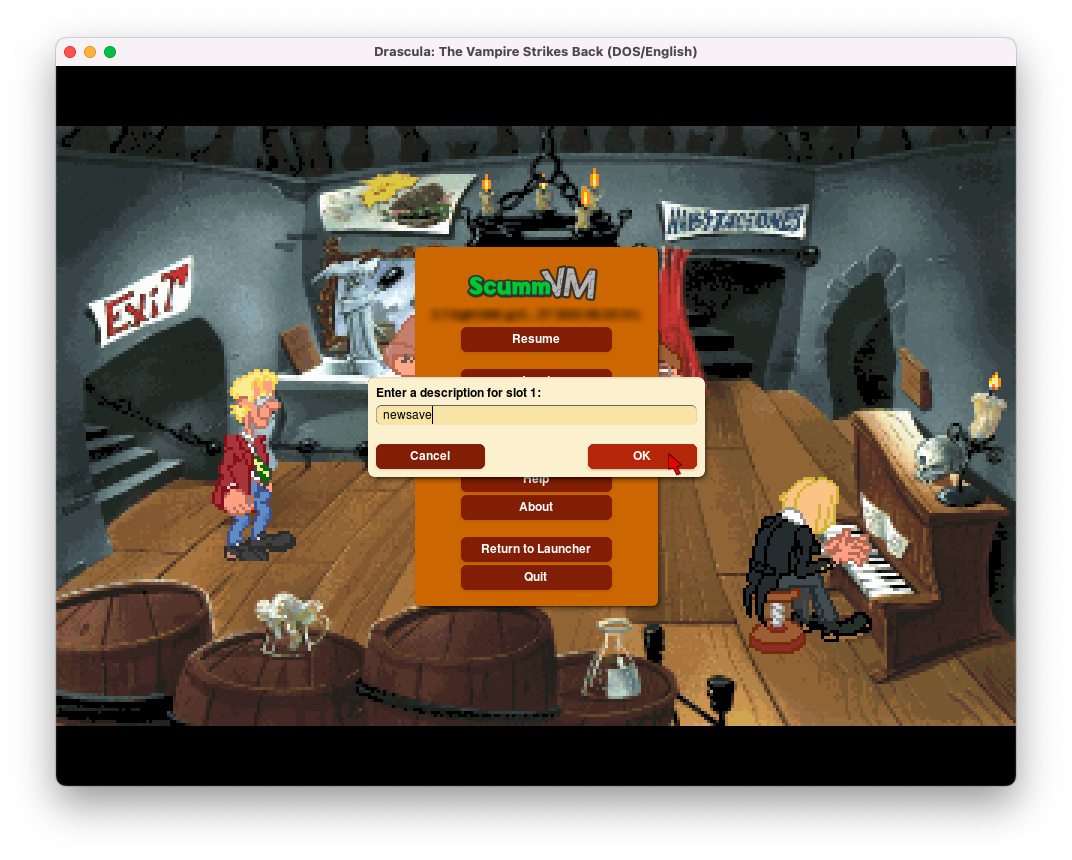 Drascula: The Vampire Strikes Back (DOS/English)
HABITACIONES
EXIT
ScummVM
Resume
Enter a description for slot 1:
newsave
Cancel
OK
Help
About
Return to Launcher
Quit